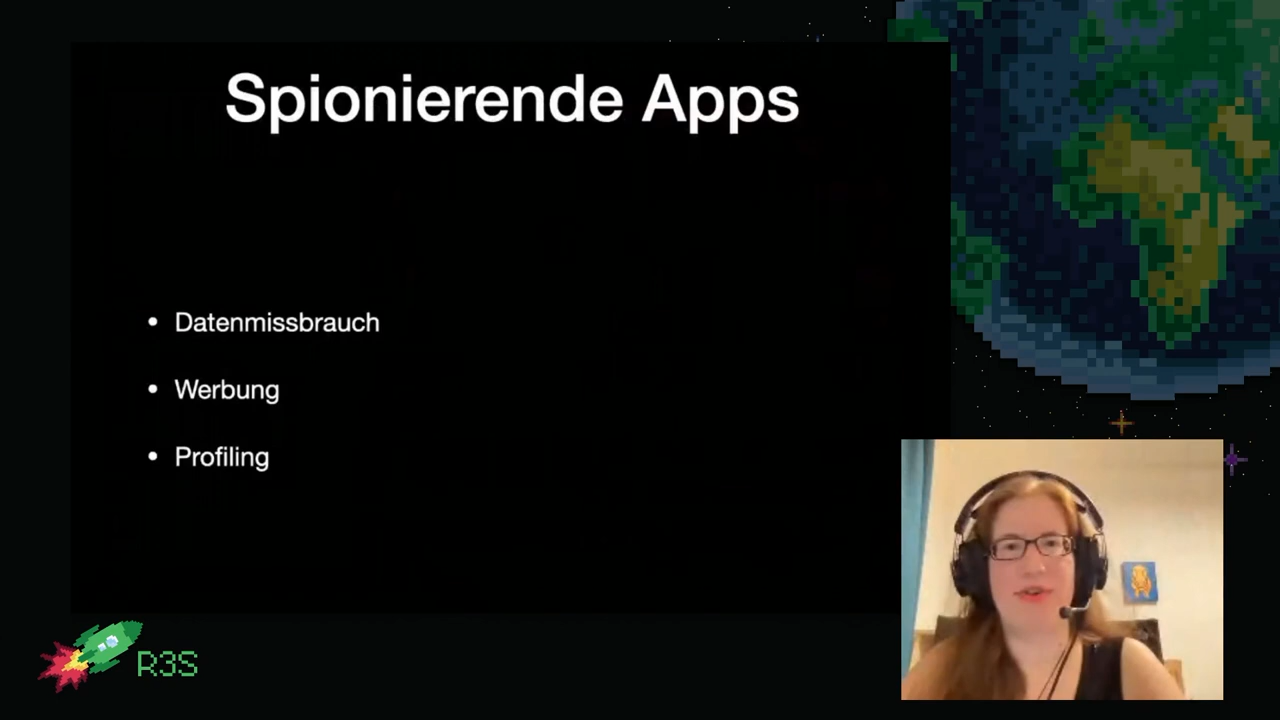 Spionierende Apps
• Datenmissbrauch
• Werbung
• Profiling
R3S